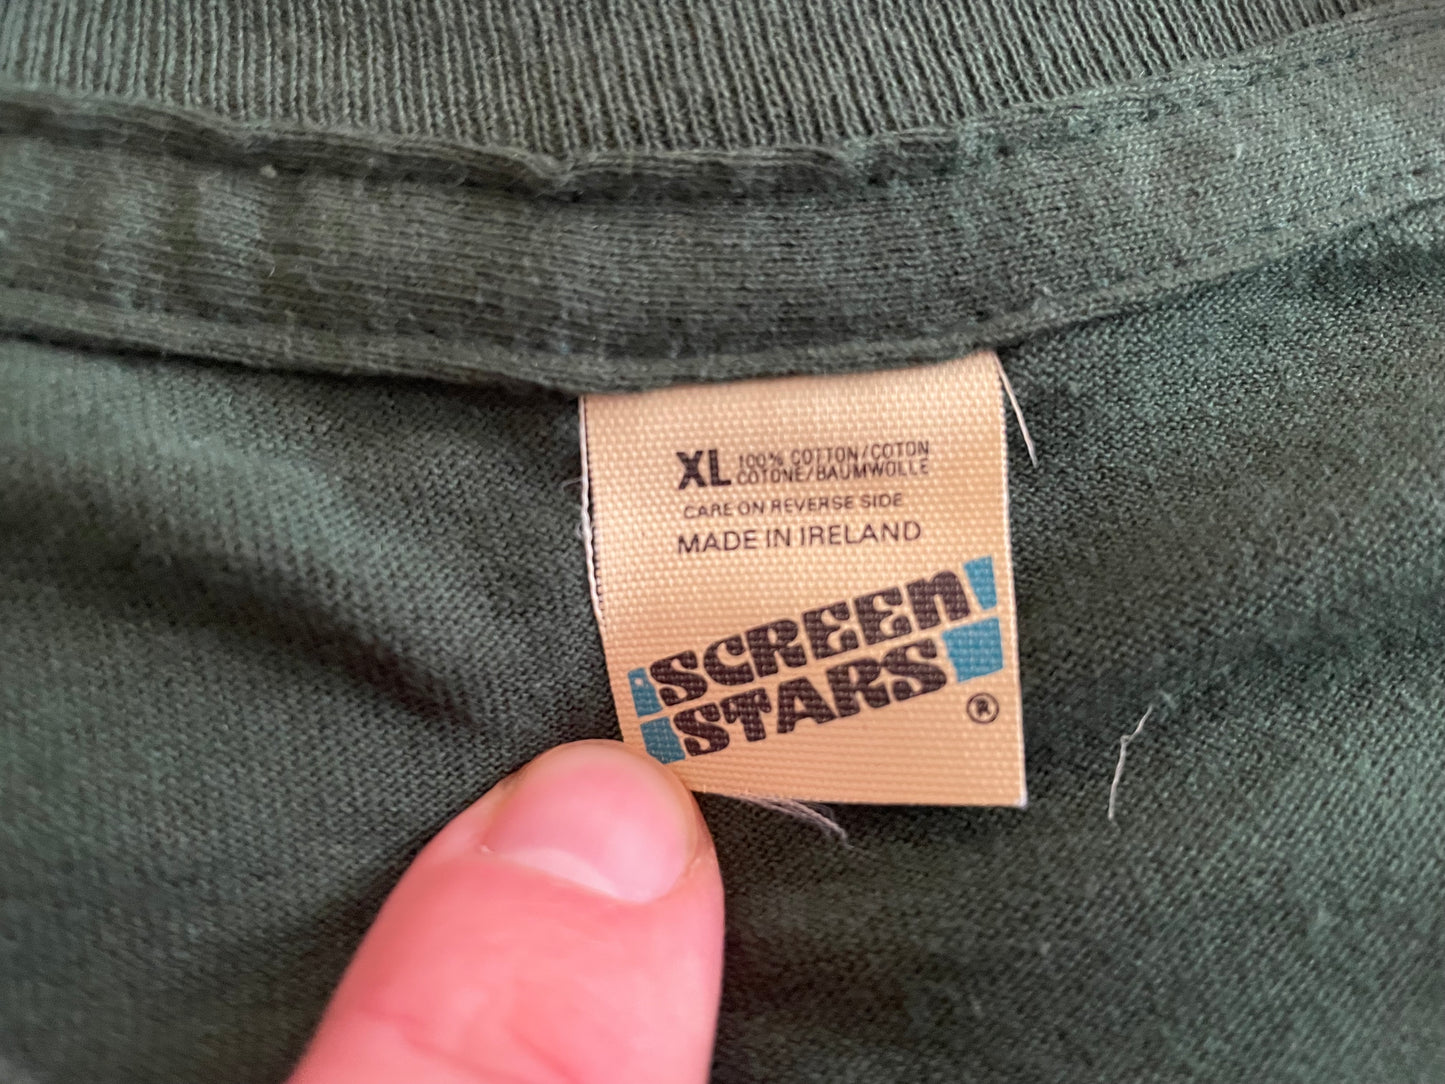 XL 100% COTTON/COTON
COTONE/BAUMWOLLE
CARE ON REVERSE SIDE
MADE IN IRELAND
SCREEN
STARS
®